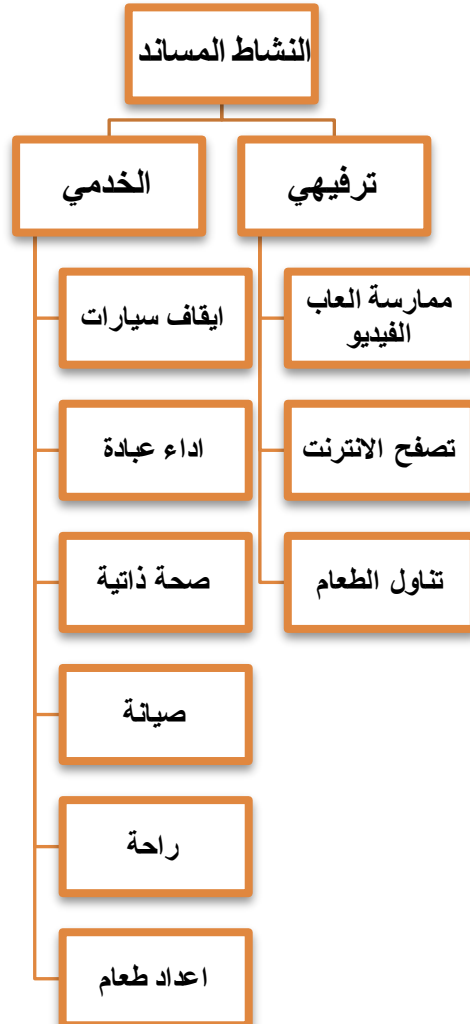 النشاط المساند
ترفيهي
ممارسة العاب
الفيديو
تصفح الانترنت
تناول الطعام
الخدمي
ايقاف سيارات
اداء عبادة
صحة ذاتية
صيانة
راحة
اعداد طعام